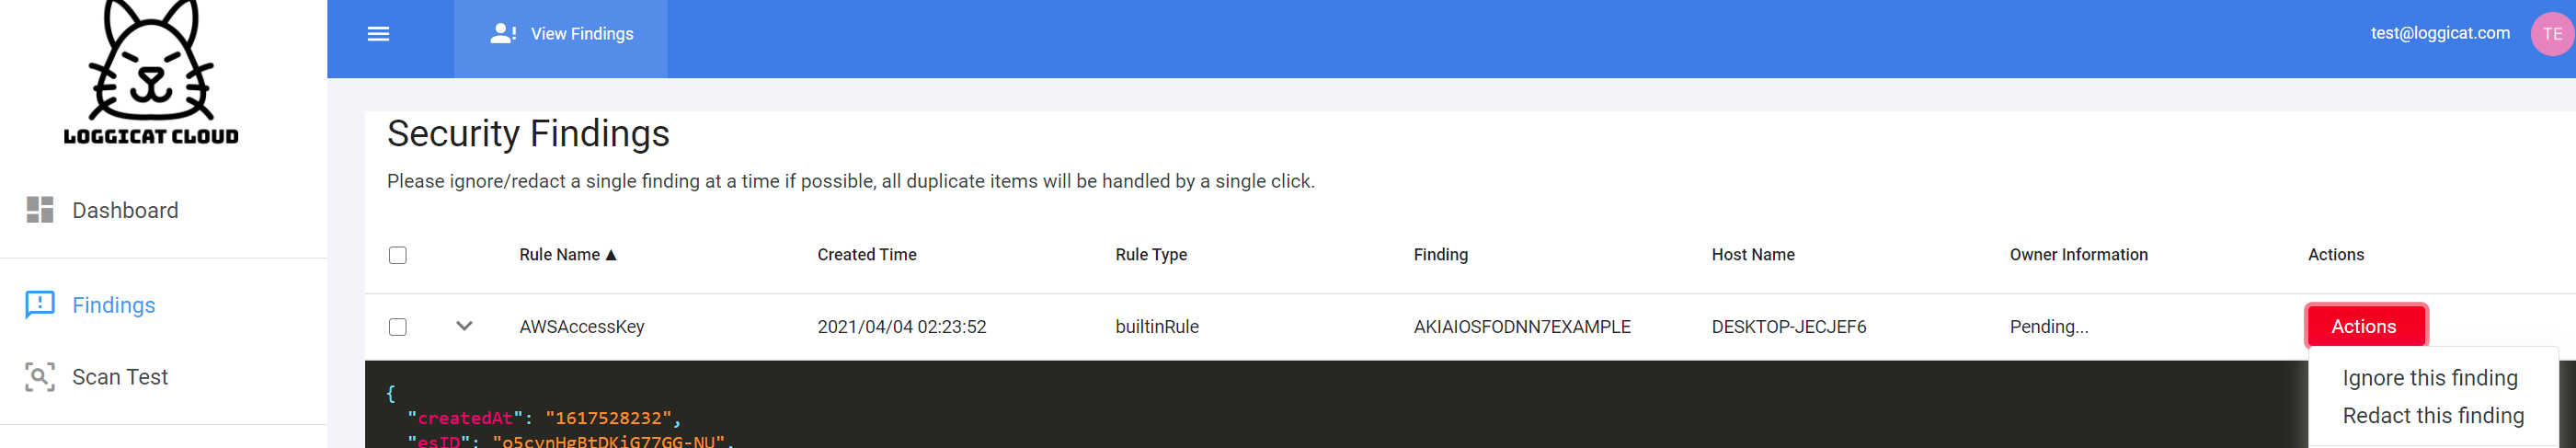 View Findings
test@loggicat.com
TE
LOGGICAT CLOUD
Dashboard
Findings
Scan Test
Security Findings
Please ignore/redact a single finding at a time if possible, all duplicate items will be handled by a single click.
Rule Name ▲ Created Time Rule Type Finding Host Name Owner Information Actions
AWSAccessKey 2021/04/04 02:23:52 builtinRule AKIAIOSFODNN7EXAMPLE DESKTOP-JECJEF6 Pending... Actions
Ignore this finding
Redact this finding
{
"createdAt": "1617528232",
"esID": "o5cynHgBtDKiG77GG-NU",